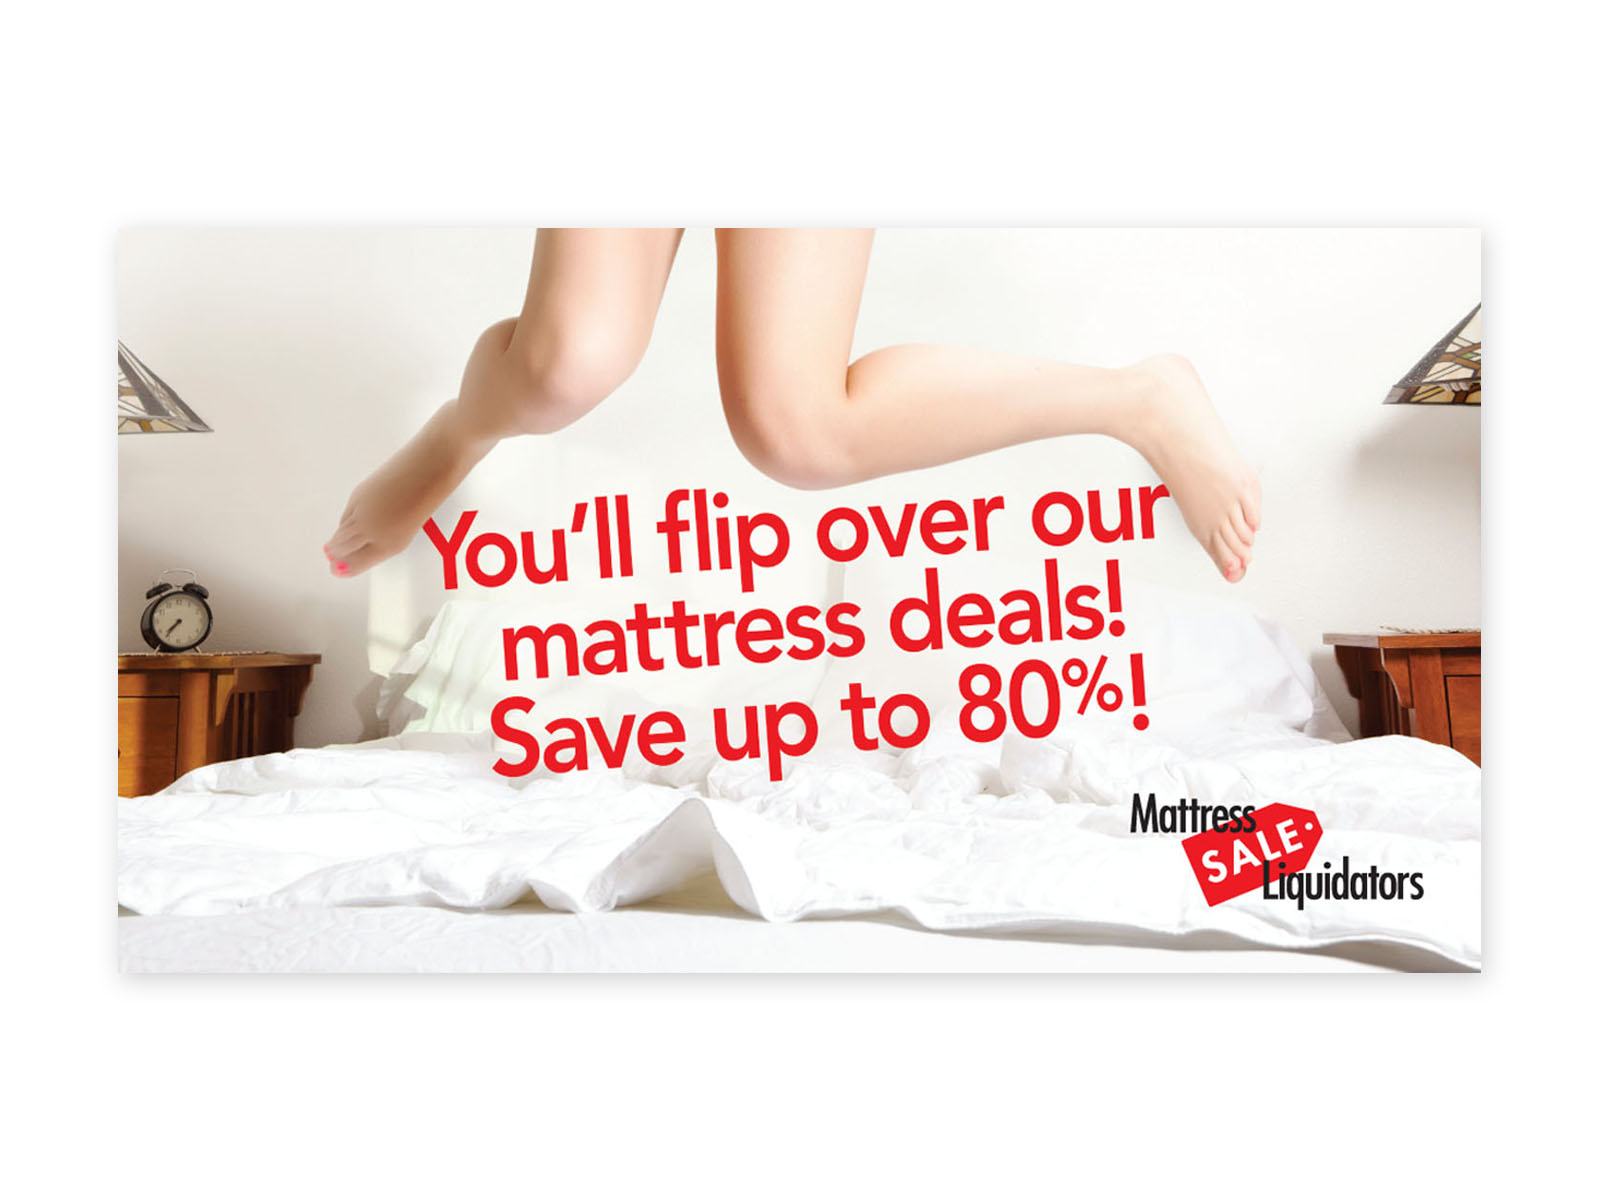 You’ll flip over our
mattress deals!
Save up to 80%!
Mattress
SALE
Liquidators